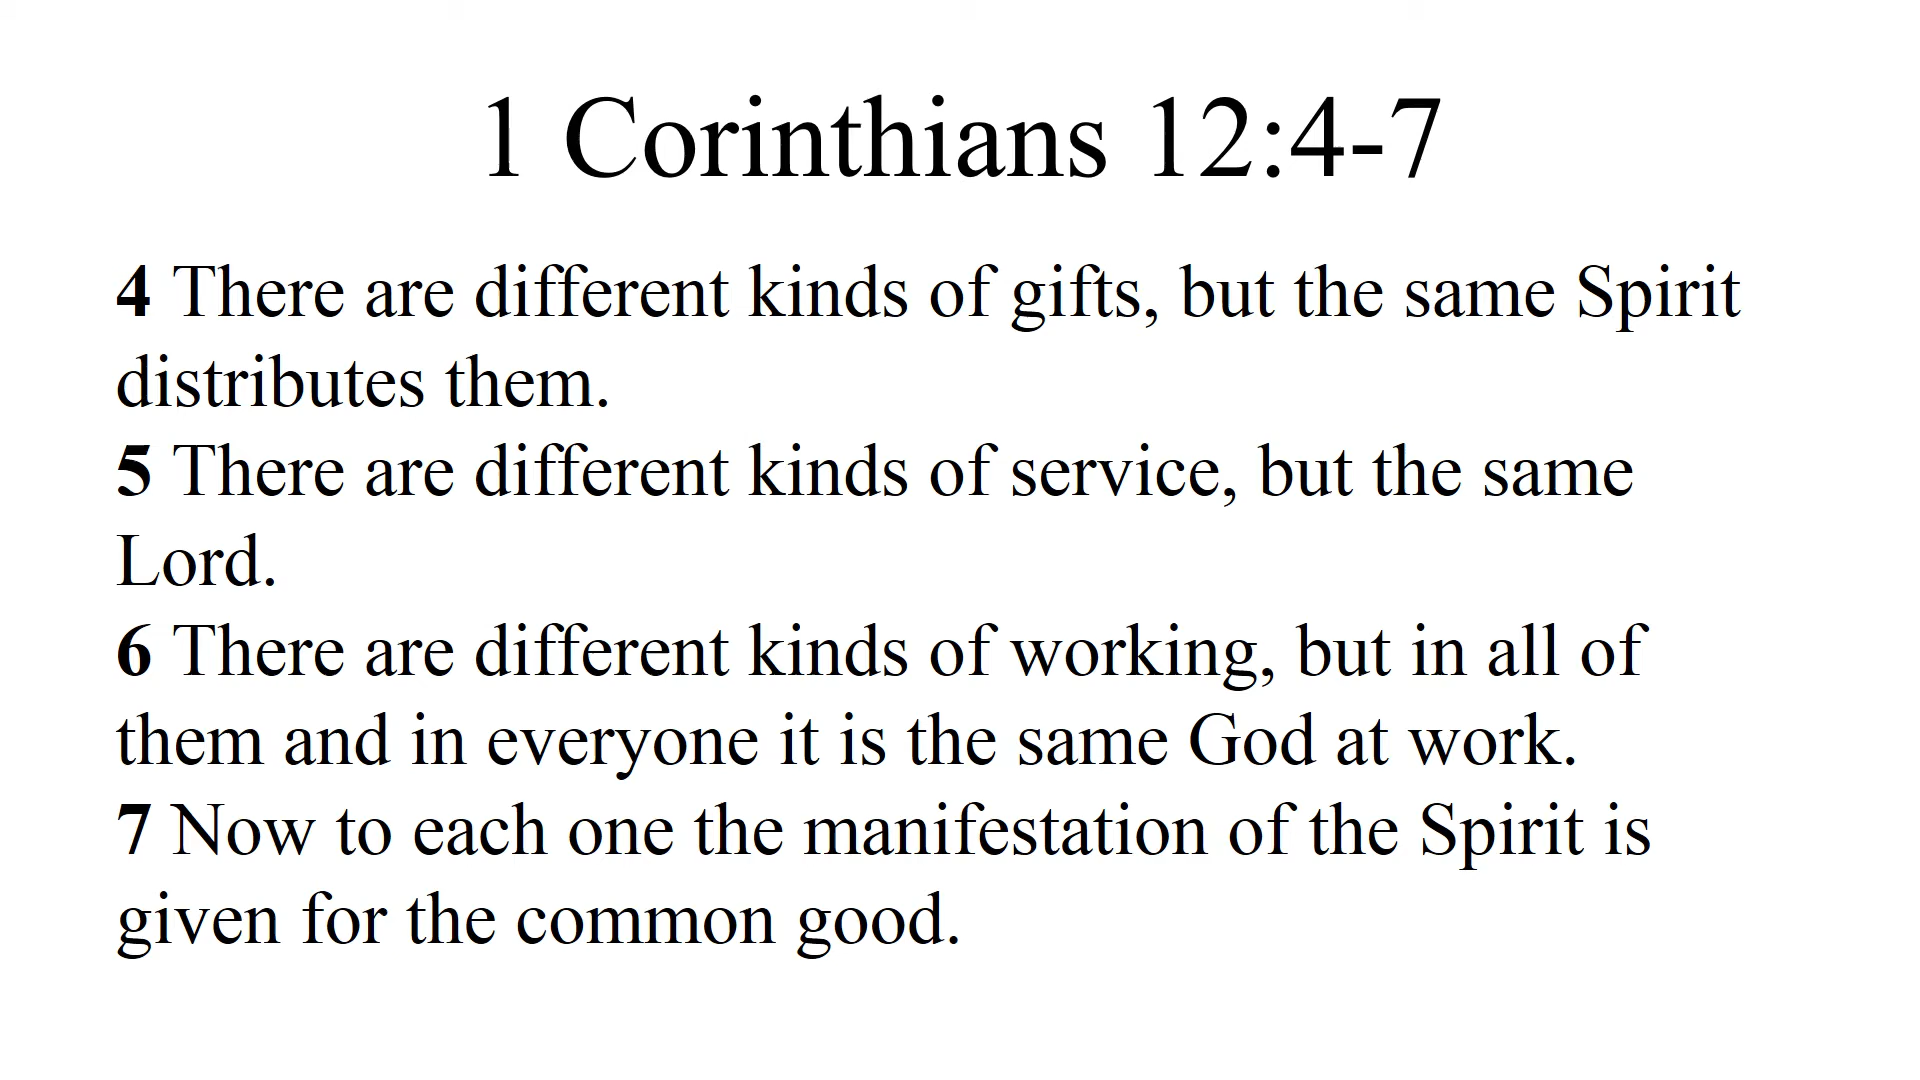 1 Corinthians 12:4-7
4 There are different kinds of gifts, but the same Spirit
distributes them.
5 There are different kinds of service, but the same
Lord.
6 There are different kinds of working, but in all of
them and in everyone it is the same God at work.
7 Now to each one the manifestation of the Spirit is
given for the common good.